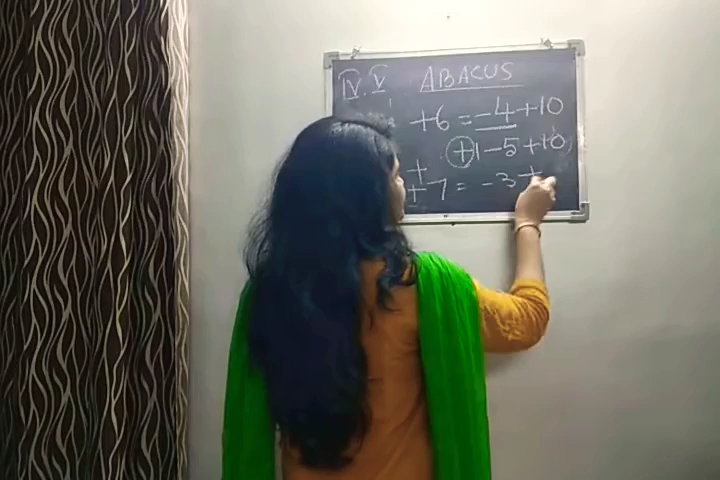 IV. V ABACUS
+6 = -4+10
+1-5+10
+
+7 = -3+